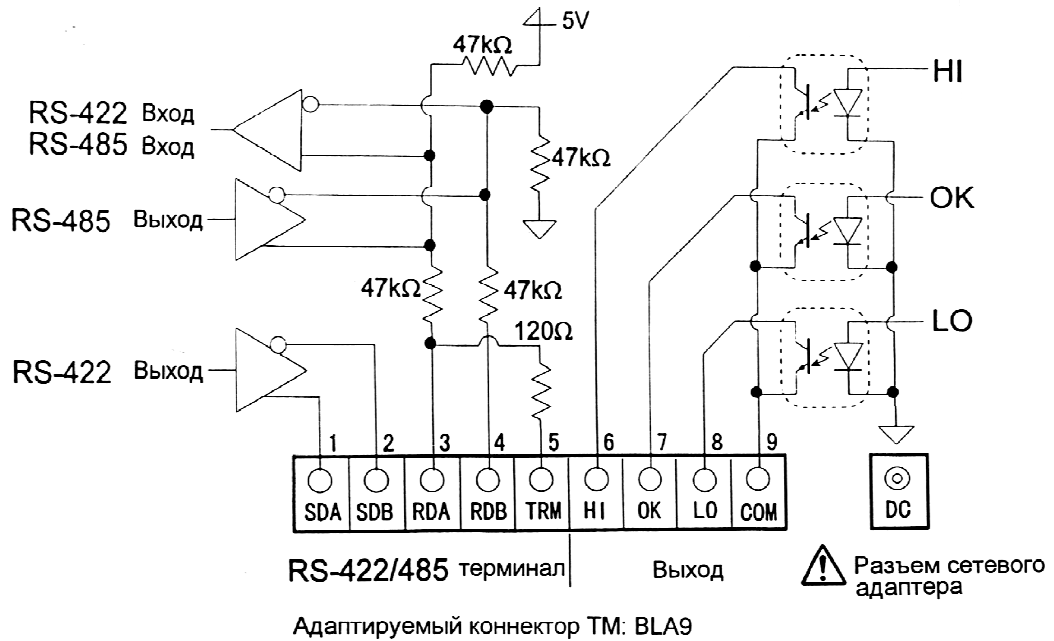 5V
47kΩ
HI
RS-422 Вход
RS-485 Вход
47kΩ
OK
RS-485 Выход
47kΩ 47kΩ
120Ω
LO
RS-422 Выход
1 2 3 4 5 6 7 8 9
SDA SDB RDA RDB TRM HI OK LO COM
DC
RS-422/485 терминал Выход
Разъем сетевого
адаптера
Адаптируемый коннектор TM: BLA9